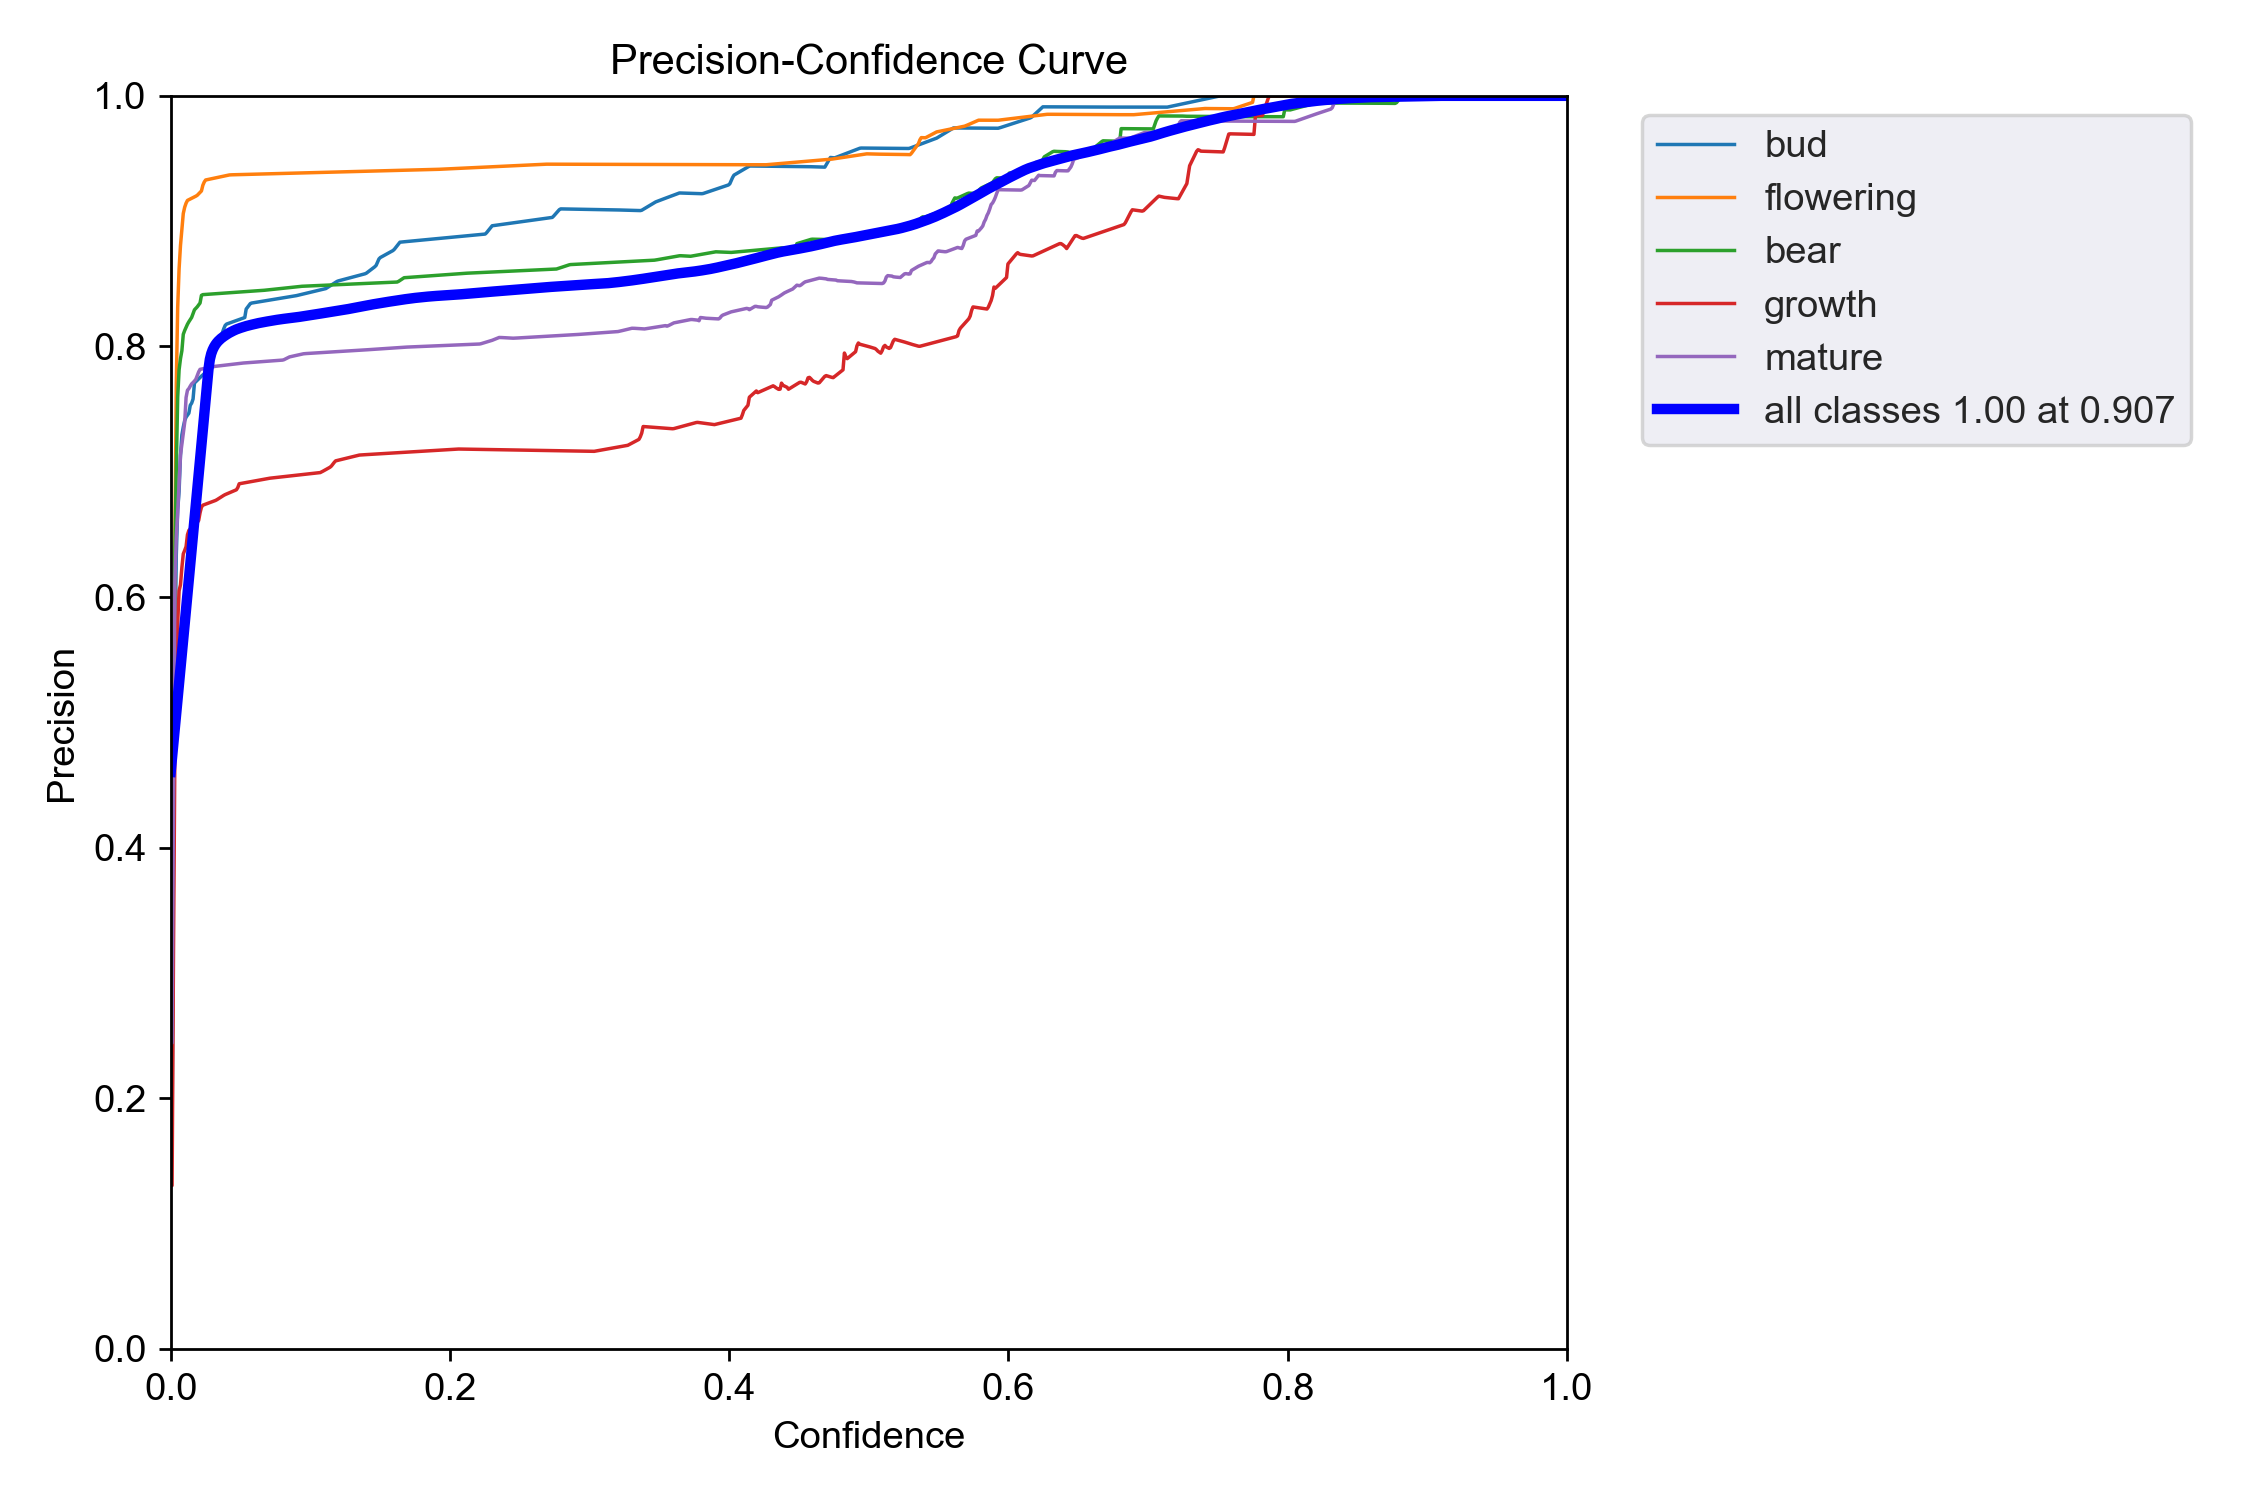 Precision-Confidence Curve
1.0
0.8
0.6
0.4
0.2
0.0
Precision
0.0 0.2 0.4 0.6 0.8 1.0
Confidence
bud
flowering
bear
growth
mature
all classes 1.00 at 0.907